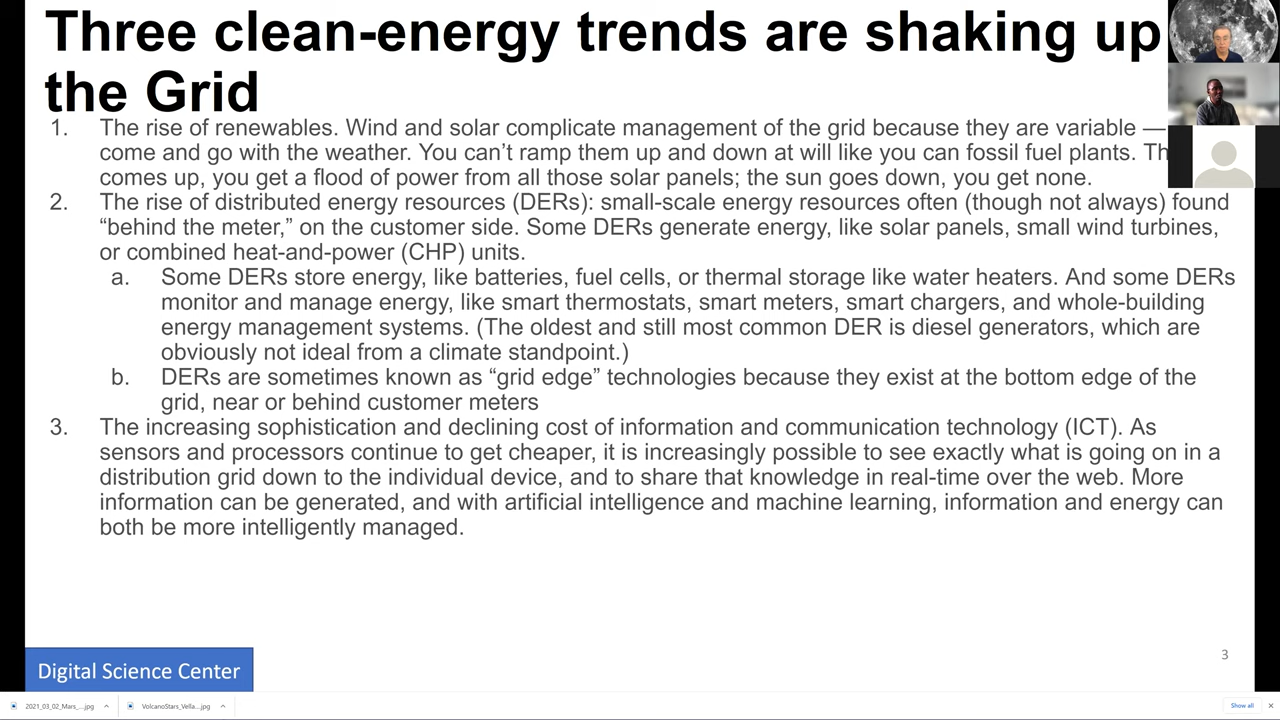 Three clean-energy trends are shaking up
the Grid
1. The rise of renewables. Wind and solar complicate management of the grid because they are variable —
come and go with the weather. You can’t ramp them up and down at will like you can fossil fuel plants.
comes up, you get a flood of power from all those solar panels; the sun goes down, you get none.
2. The rise of distributed energy resources (DERs): small-scale energy resources often (though not always) found
“behind the meter,” on the customer side. Some DERs generate energy, like solar panels, small wind turbines,
or combined heat-and-power (CHP) units.
a. Some DERs store energy, like batteries, fuel cells, or thermal storage like water heaters. And some DERs
monitor and manage energy, like smart thermostats, smart meters, smart chargers, and whole-building
energy management systems. (The oldest and still most common DER is diesel generators, which are
obviously not ideal from a climate standpoint.)
b. DERs are sometimes known as “grid edge” technologies because they exist at the bottom edge of the
grid, near or behind customer meters
3. The increasing sophistication and declining cost of information and communication technology (ICT). As
sensors and processors continue to get cheaper, it is increasingly possible to see exactly what is going on in a
distribution grid down to the individual device, and to share that knowledge in real-time over the web. More
information can be generated, and with artificial intelligence and machine learning, information and energy can
both be more intelligently managed.
3
Digital Science Center
2021_03_02_Mars_....jpg
VolcanoStars_Vella....jpg
Show all